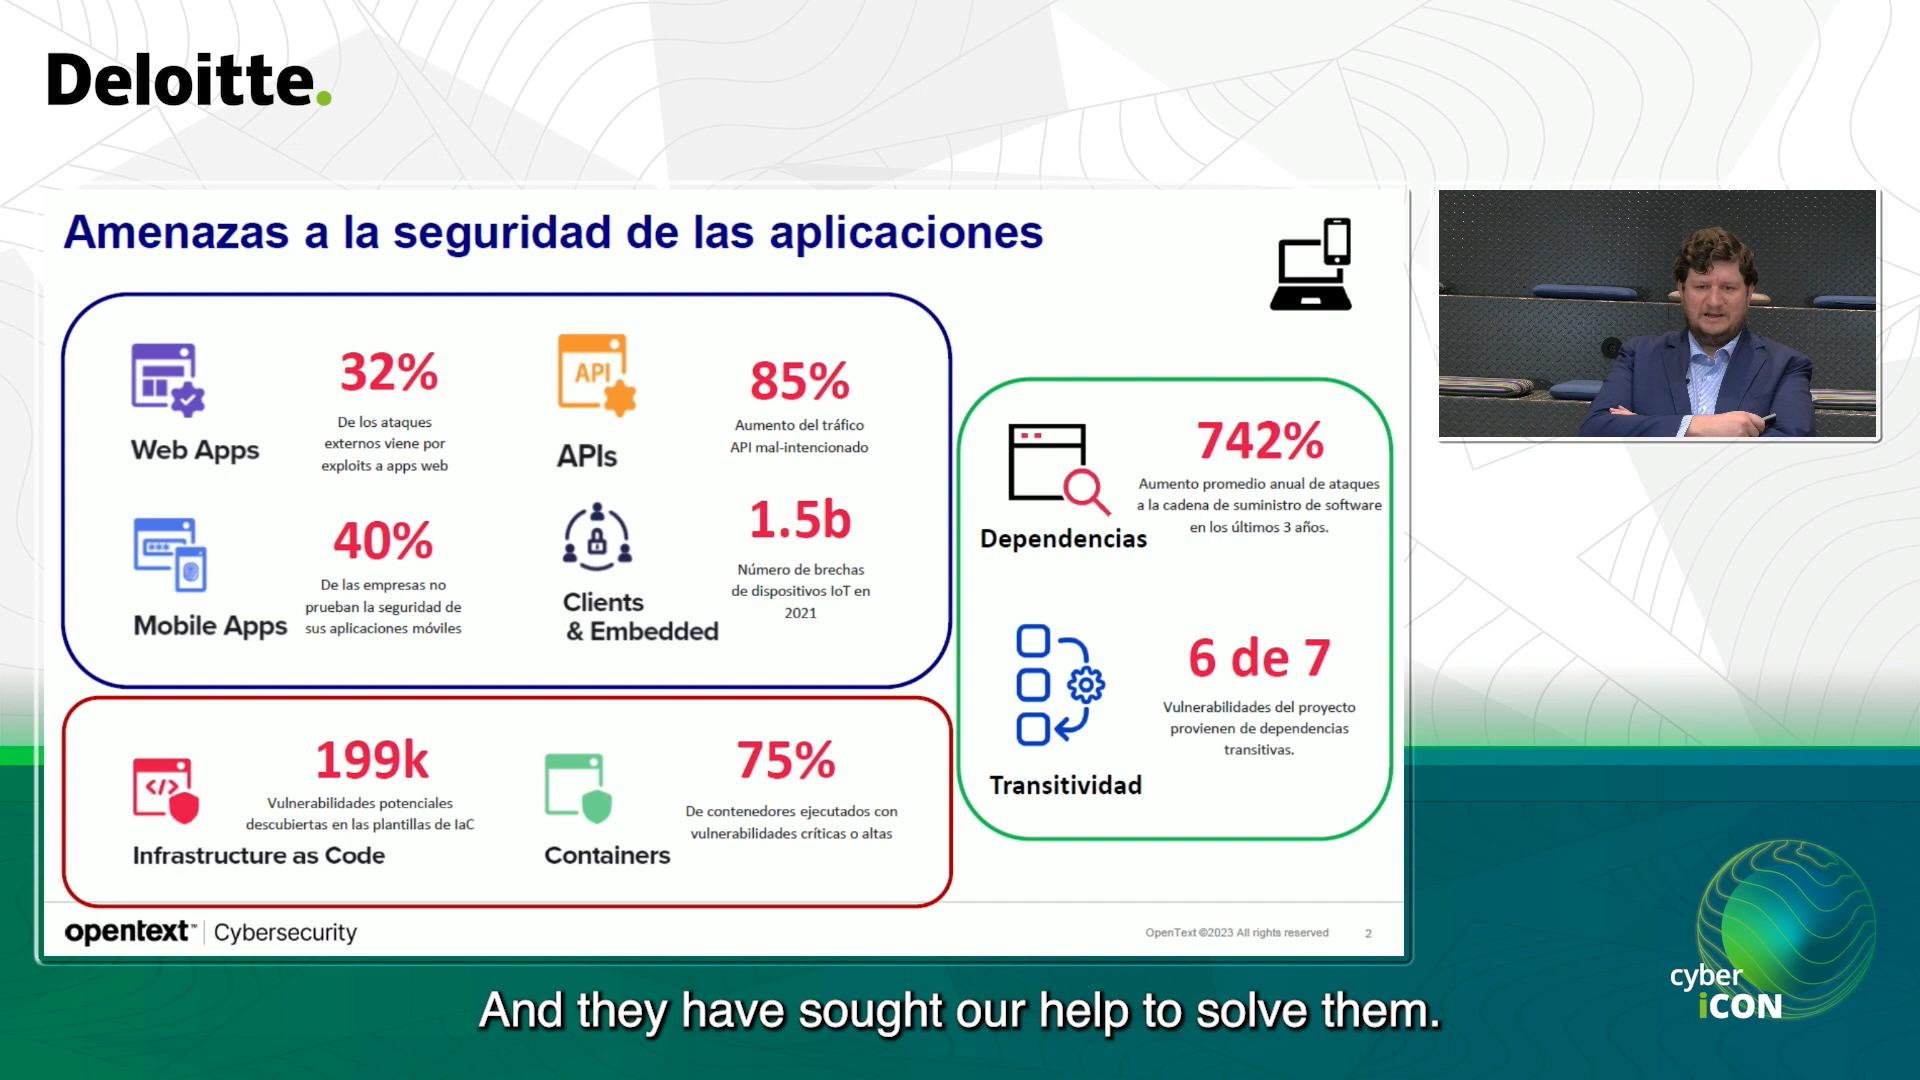 Deloitte.
Amenazas a la seguridad de las aplicaciones
32%
De los ataques
externos viene por
exploits a apps web
Web Apps
API
85%
Aumento del tráfico
API mal-intencionado
APIs
40%
De las empresas no
prueban la seguridad de
sus aplicaciones móviles
Mobile Apps
1.5b
Número de brechas
de dispositivos IoT en
2021
Clients
& Embedded
742%
Aumento promedio anual de ataques
a la cadena de suministro de software
en los últimos 3 años.
Dependencias
6 de 7
Vulnerabilidades del proyecto
provienen de dependencias
transitivas.
Transitividad
</>
199k
Vulnerabilidades potenciales
descubiertas en las plantillas de IaC
Infrastructure as Code
75%
De contenedores ejecutados con
vulnerabilidades críticas o altas
Containers
opentext™ | Cybersecurity
OpenText ©2023 All rights reserved 2
cyber
iCON
And they have sought our help to solve them.